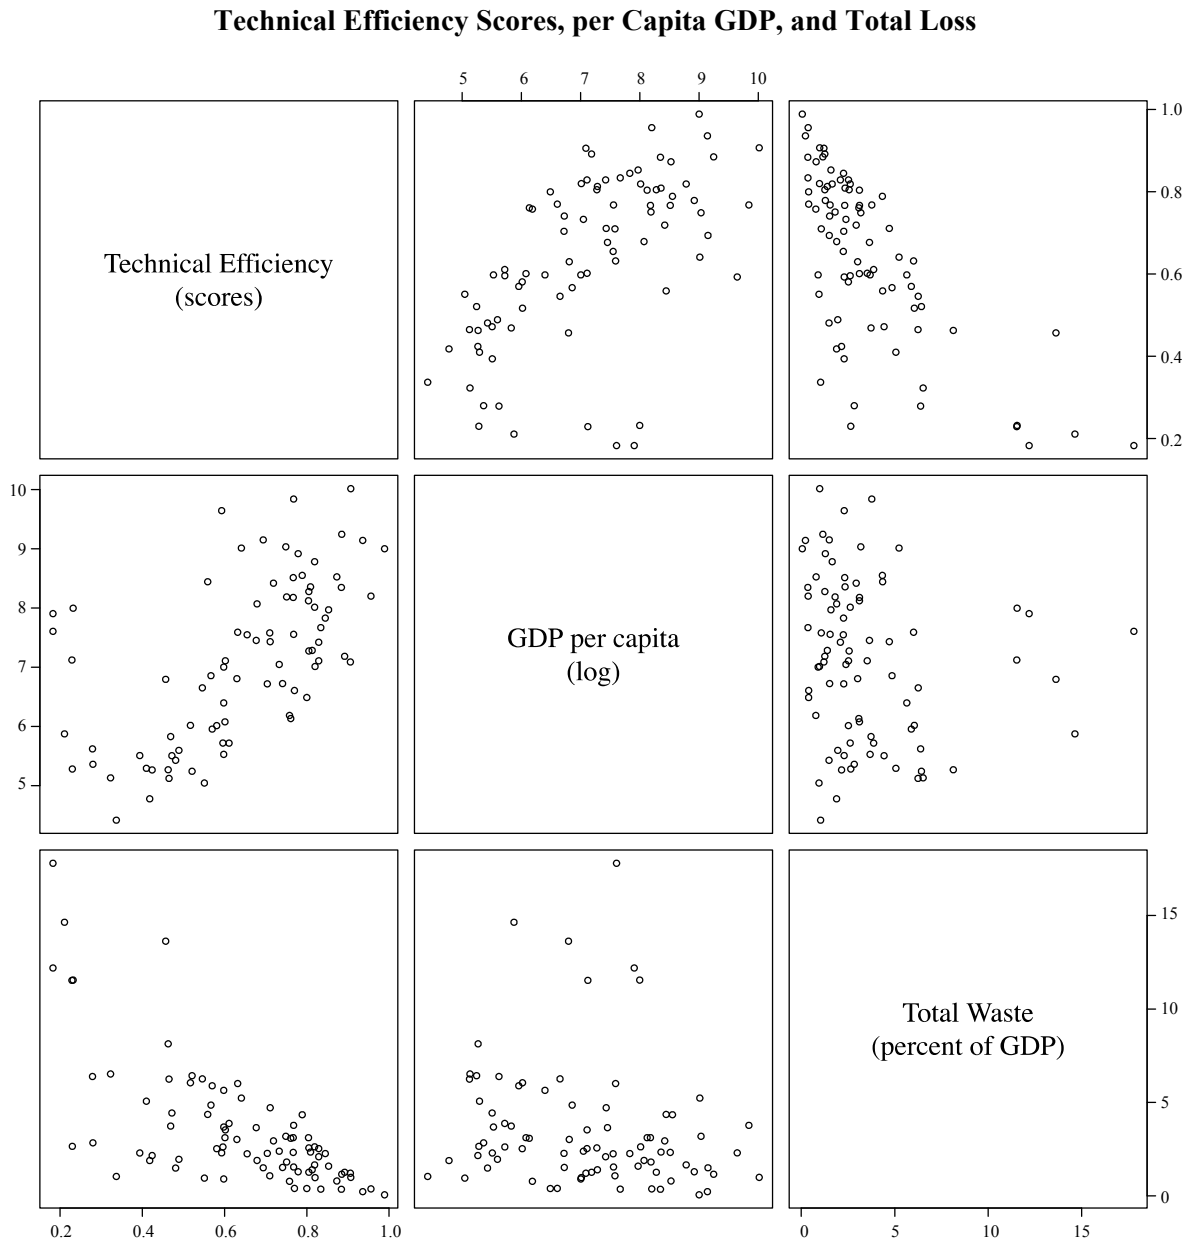 Technical Efficiency Scores, per Capita GDP, and Total Loss
5 6 7 8 9 10
1.0
0.8
0.6
0.4
0.2
Technical Efficiency
(scores)
10
9
8
7
6
5
GDP per capita
(log)
15
10
5
0
Total Waste
(percent of GDP)
0.2 0.4 0.6 0.8 1.0
0 5 10 15